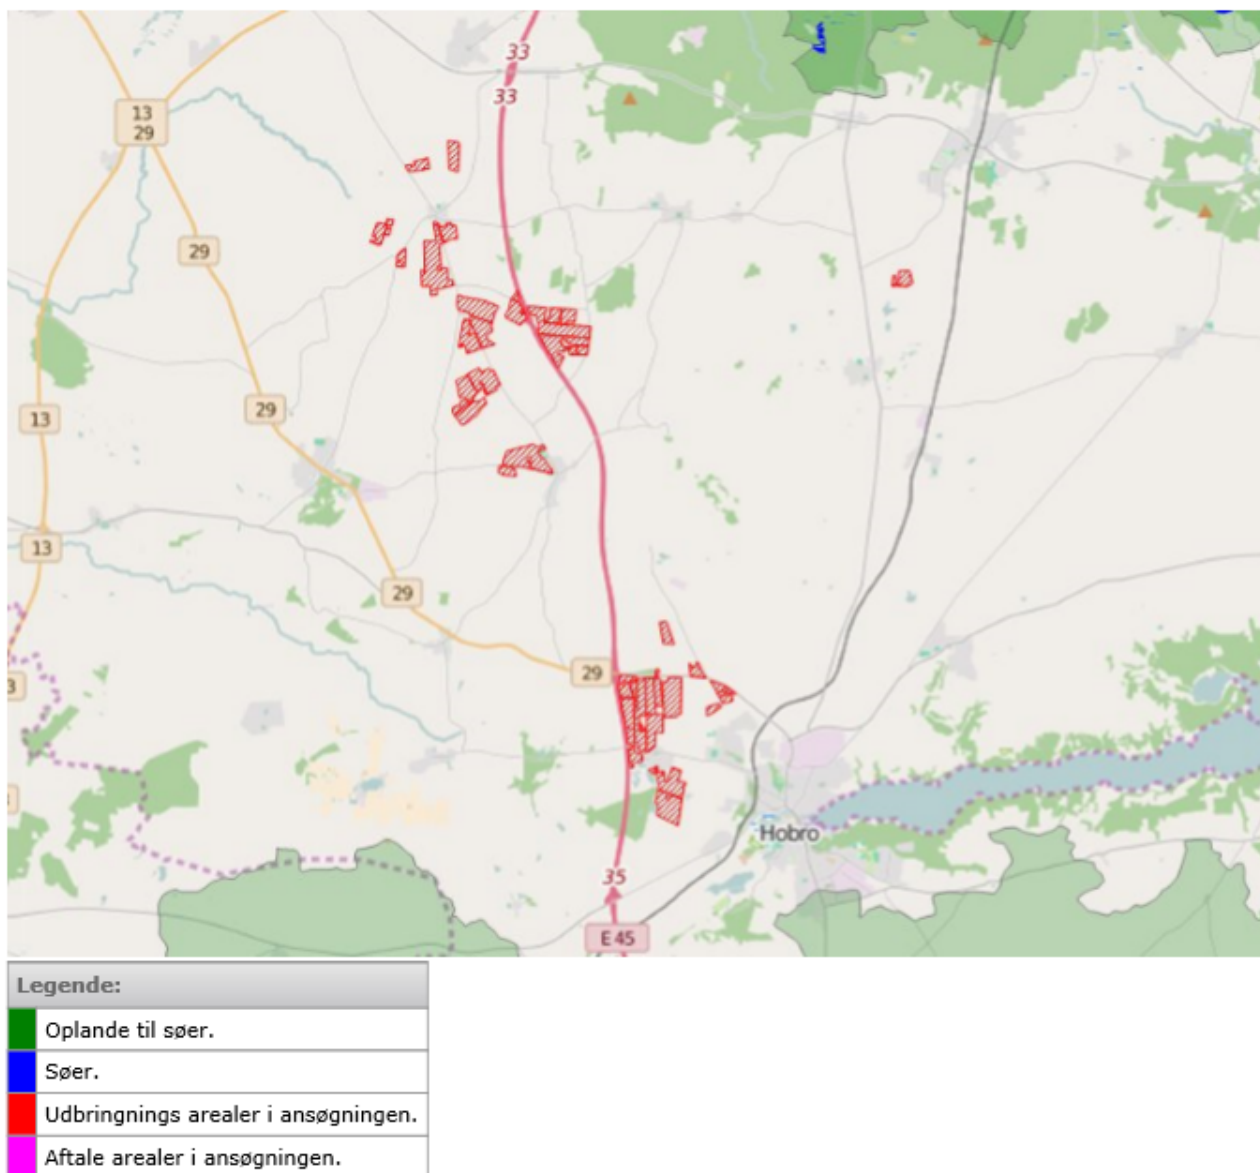 33
33
13
29
29
13
29
13
29
29
3
Hobro
35
E 45
Legende:
Oplande til søer.
Søer.
Udbringnings arealer i ansøgningen.
Aftale arealer i ansøgningen.